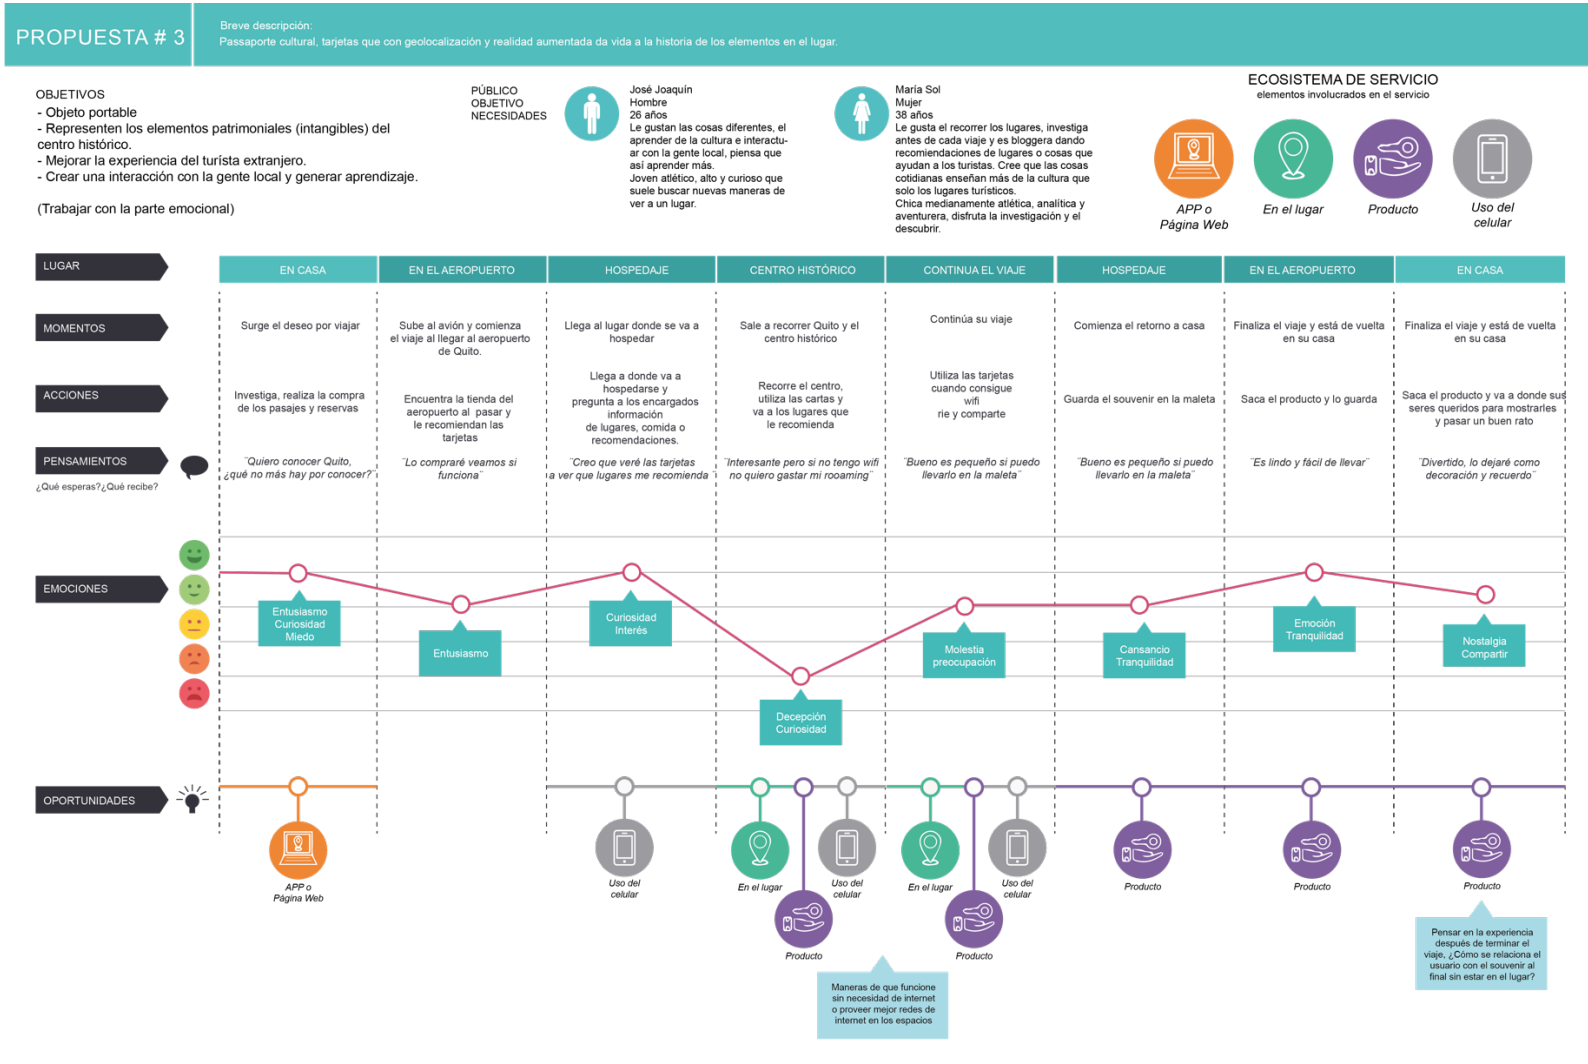 PROPUESTA # 3
Breve descripción:
Passaporte cultural, tarjetas que con geolocalización y realidad aumentada da vida a la historia de los elementos en el lugar.
OBJETIVOS
- Objeto portable
- Representen los elementos patrimoniales (intangibles) del
centro histórico.
- Mejorar la experiencia del turísta extranjero.
- Crear una interacción con la gente local y generar aprendizaje.
(Trabajar con la parte emocional)
PÚBLICO
OBJETIVO
NECESIDADES
José Joaquín
Hombre
26 años
Le gustan las cosas diferentes, el
aprender de la cultura e interactu-
ar con la gente local, piensa que
así aprender más.
Joven atlético, alto y curioso que
suele buscar nuevas maneras de
ver a un lugar.
María Sol
Mujer
38 años
Le gusta el recorrer los lugares, investiga
antes de cada viaje y es bloggera dando
recomiendaciones de lugares o cosas que
ayudan a los turistas. Cree que las cosas
cotidianas enseñan más de la cultura que
solo los lugares turísticos.
Chica medianamente atlética, analítica y
aventurera, disfruta la investigación y el
descubrir.
ECOSISTEMA DE SERVICIO
elementos involucrados en el servicio
APP o
Página Web
En el lugar
Producto
Uso del
celular
LUGAR
EN CASA
EN EL AEROPUERTO
HOSPEDAJE
CENTRO HISTÓRICO
CONTINUA EL VIAJE
HOSPEDAJE
EN EL AEROPUERTO
EN CASA
MOMENTOS
Surge el deseo por viajar
Sube al avión y comienza
el viaje al llegar al aeropuerto
de Quito.
Llega al lugar donde se va a
hospedar
Sale a recorrer Quito y el
centro histórico
Continúa su viaje
Comienza el retorno a casa
Finaliza el viaje y está de vuelta
en su casa
Finaliza el viaje y está de vuelta
en su casa
ACCIONES
Investiga, realiza la compra
de los pasajes y reservas
Encuentra la tienda del
aeropuerto al pasar y
le recomiendan las
tarjetas
Llega a donde va a
hospedarse y
pregunta a los encargados
información
de lugares, comida o
recomendaciones.
Recorre el centro,
utiliza las cartas y
va a los lugares que
le recomienda
Utiliza las tarjetas
cuando consigue
wifi
rie y comparte
Guarda el souvenir en la maleta
Saca el producto y lo guarda
Saca el producto y va a donde sus
seres queridos para mostrarles
y pasar un buen rato
PENSAMIENTOS
¿Qué esperas?¿Qué recibe?
¨Quiero conocer Quito,
¿qué no más hay por conocer?¨
¨Lo compraré veamos si
funciona¨
¨Creo que veré las tarjetas
a ver que lugares me recomienda ¨
¨Interesante pero si no tengo wifi
no quiero gastar mi rooaming¨
¨Bueno es pequeño si puedo
llevarlo en la maleta¨
¨Bueno es pequeño si puedo
llevarlo en la maleta¨
¨Es lindo y fácil de llevar¨
¨Divertido, lo dejaré como
decoración y recuerdo¨
EMOCIONES
Entusiasmo
Curiosidad
Miedo
Entusiasmo
Curiosidad
Interés
Decepción
Curiosidad
Molestia
preocupación
Cansancio
Tranquilidad
Emoción
Tranquilidad
Nostalgia
Compartir
OPORTUNIDADES
APP o
Página Web
Uso del
celular
En el lugar
Producto
Uso del
celular
En el lugar
Producto
Uso del
celular
Producto
Producto
Producto
Maneras de que funcione
sin necesidad de internet
o proveer mejor redes de
internet en los espacios
Pensar en la experiencia
después de terminar el
viaje, ¿Cómo se relaciona el
usuario con el souvenir al
final sin estar en el lugar?